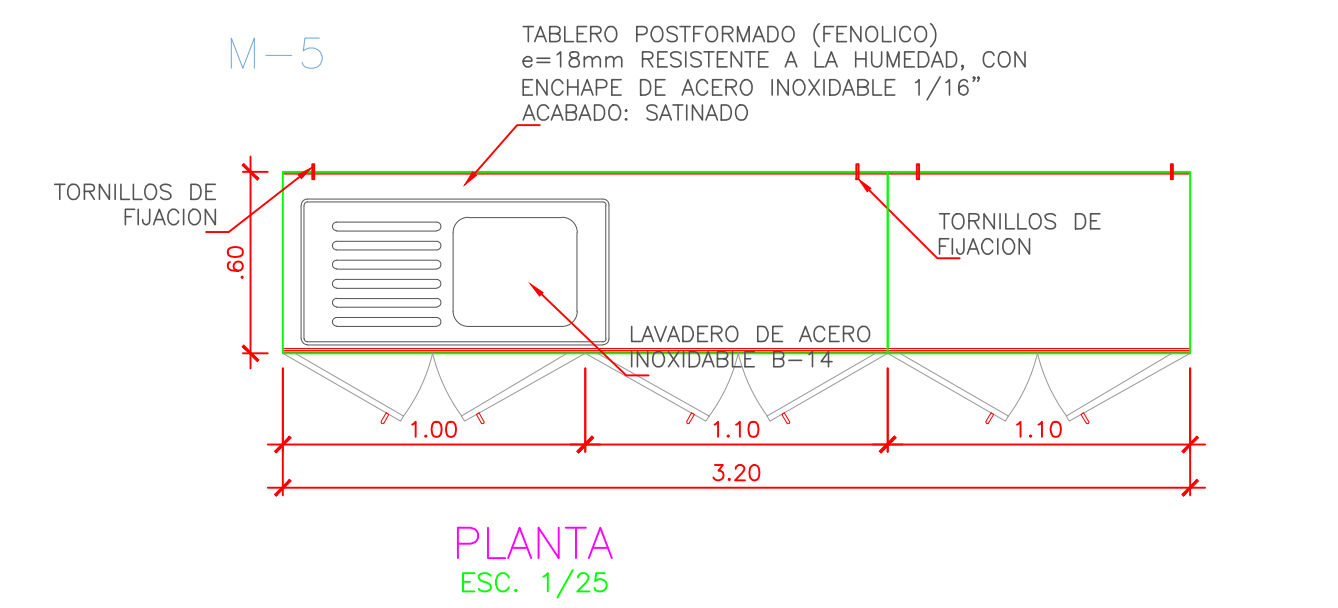 M-5
TABLERO POSTFORMADO (FENOLICO)
e=18mm RESISTENTE A LA HUMEDAD, CON
ENCHAPE DE ACERO INOXIDABLE 1/16"
ACABADO: SATINADO
TORNILLOS DE
FIJACION
TORNILLOS DE
FIJACION
.60
LAVADERO DE ACERO
INOXIDABLE B-14
1.00
1.10
1.10
3.20
PLANTA
ESC. 1/25